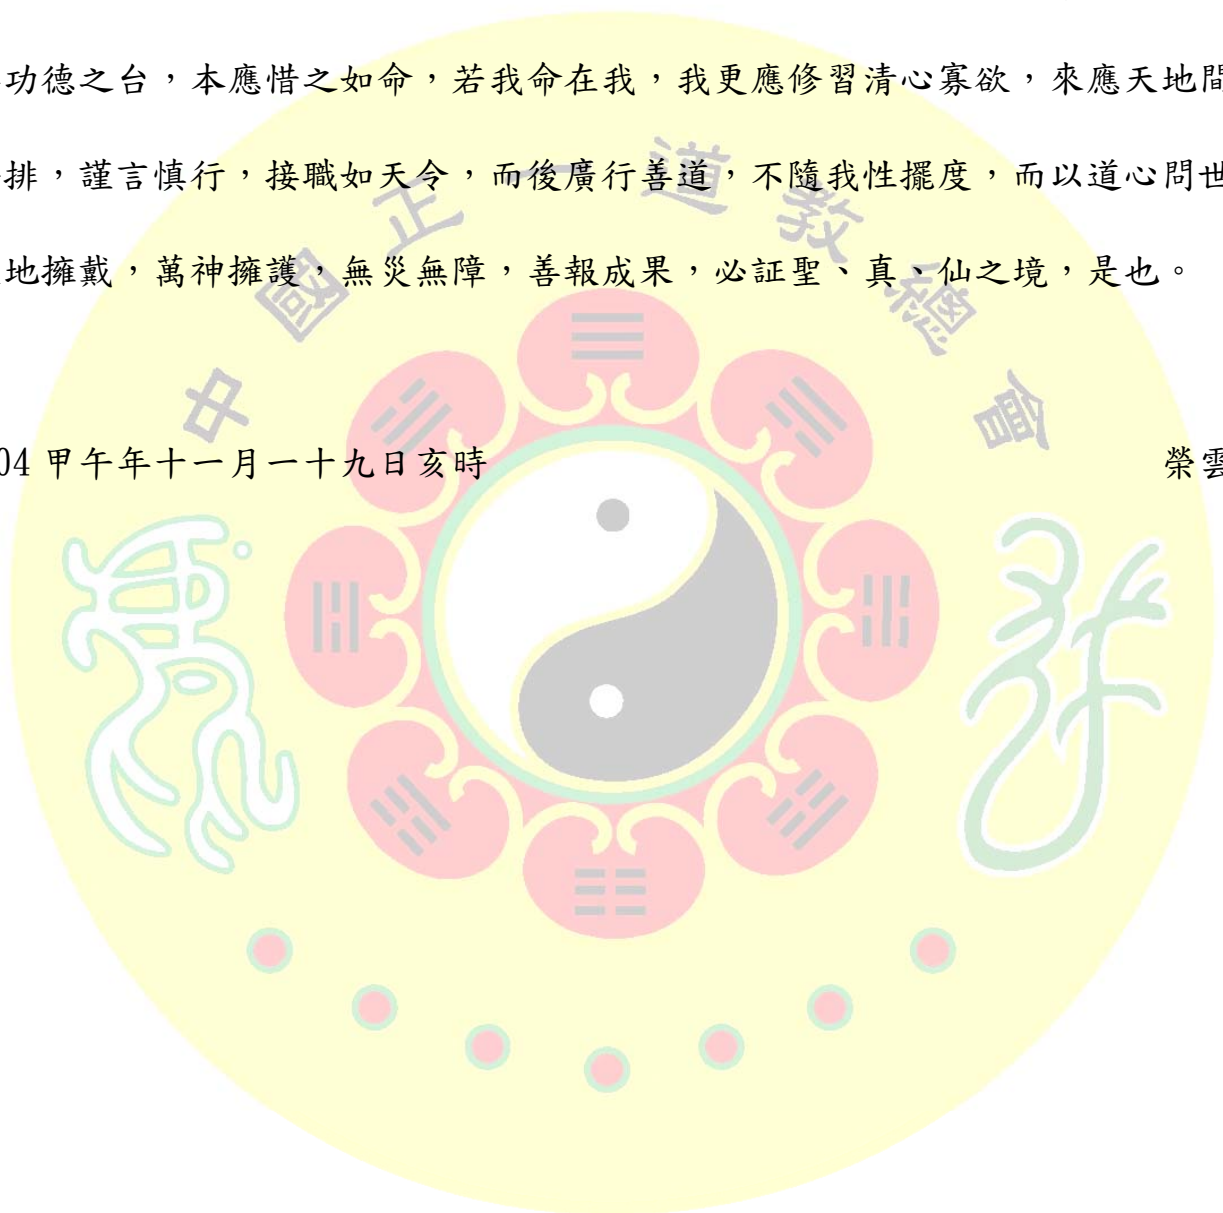 功德之台，本應惜之如命，若我命在我，我更應修習清心寡欲，來應天地間
排，謹言慎行，接職如天令，而後廣行善道，不隨我性擺度，而以道心問世
地擁戴，萬神擁護，無災無障，善報成果，必証聖、真、仙之境，是也。
中國正一道教總會
04 甲午年十一月一十九日亥時 榮雲